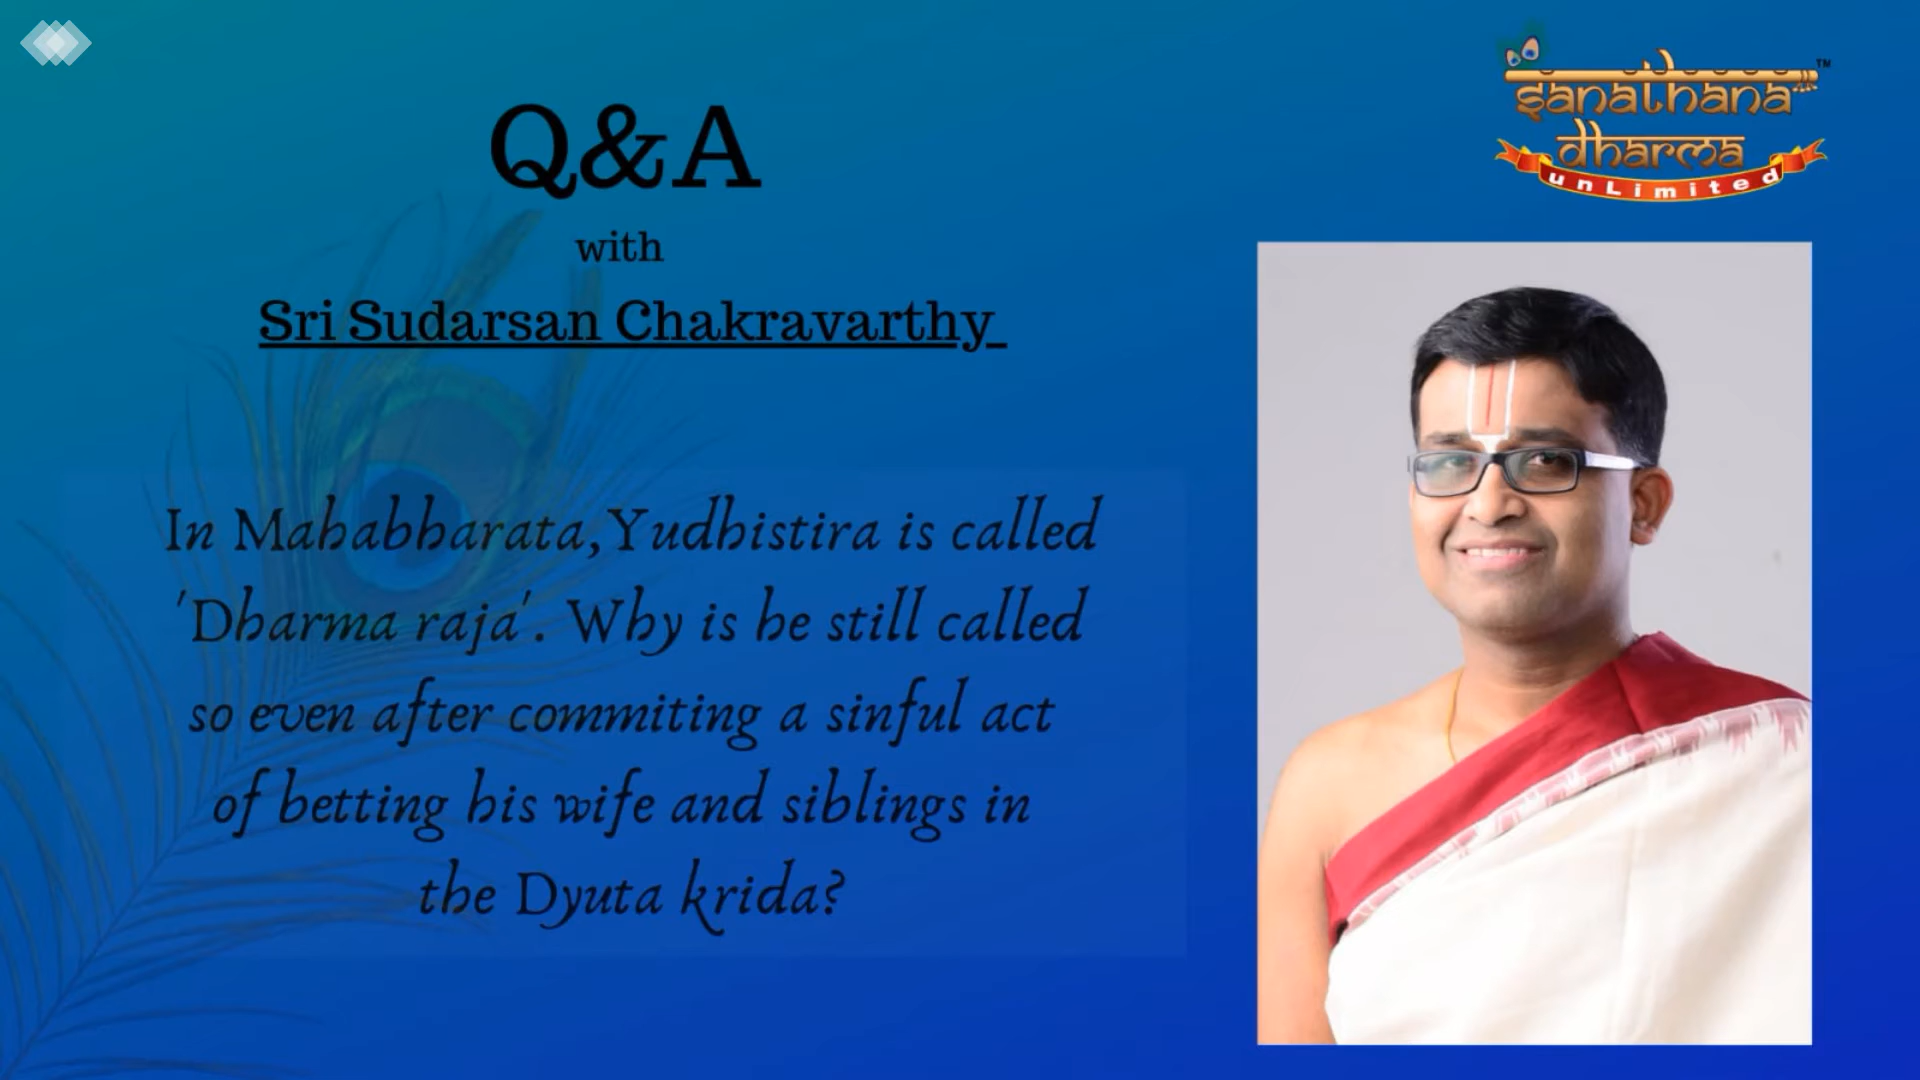 Q&A
with
Sri Sudarsan Chakravarthy
In Mahabharata,Yudhistira is called
'Dharma raja'. Why is he still called
so even after commiting a sinful act
of betting his wife and siblings in
the Dyuta krida?
sanathana
TM
dharma
unLimited